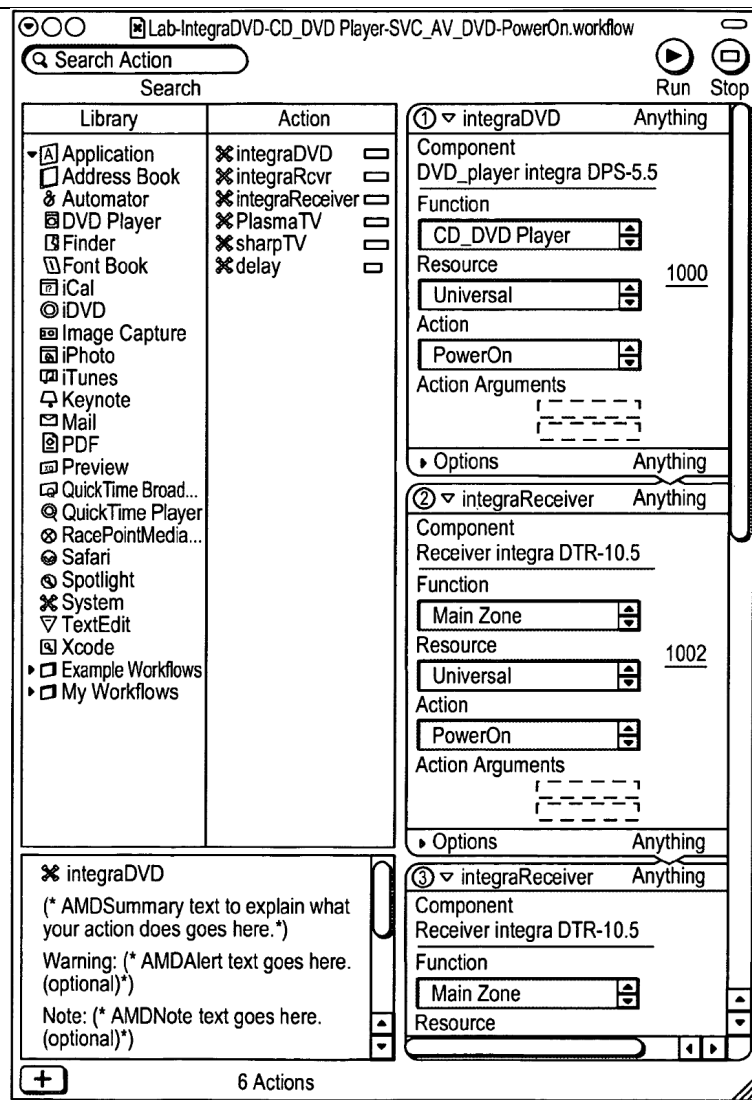 Lab-IntegraDVD-CD_DVD Player-SVC_AV_DVD-PowerOn.workflow
Search Action
Search
Run Stop
Library
Application
Address Book
Automator
DVD Player
Finder
Font Book
iCal
iDVD
Image Capture
iPhoto
iTunes
Keynote
Mail
PDF
Preview
QuickTime Broad...
QuickTime Player
RacePointMedia...
Safari
Spotlight
System
TextEdit
Xcode
Example Workflows
My Workflows
Action
integraDVD
integraRcvr
integraReceiver
PlasmaTV
sharpTV
delay
1 integraDVD Anything
Component
DVD_player integra DPS-5.5
Function
CD_DVD Player
Resource
1000
Universal
Action
PowerOn
Action Arguments
Options Anything
2 integraReceiver Anything
Component
Receiver integra DTR-10.5
Function
Main Zone
Resource
1002
Universal
Action
PowerOn
Action Arguments
Options Anything
3 integraReceiver Anything
Component
Receiver integra DTR-10.5
Function
Main Zone
Resource
integraDVD
(* AMDSummary text to explain what
your action does goes here.*)
Warning: (* AMDAlert text goes here.
(optional)*)
Note: (* AMDNote text goes here.
(optional)*)
+ 6 Actions